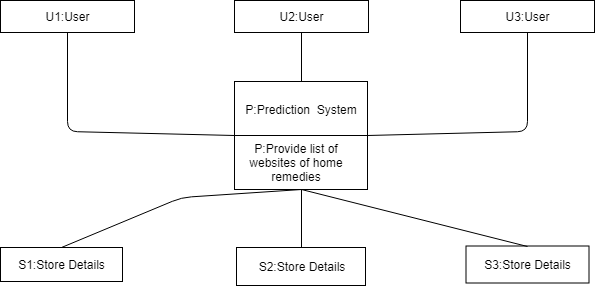 U1:User
U2:User
U3:User
P:Prediction System
P:Provide list of
websites of home
remedies
S1:Store Details
S2:Store Details
S3:Store Details